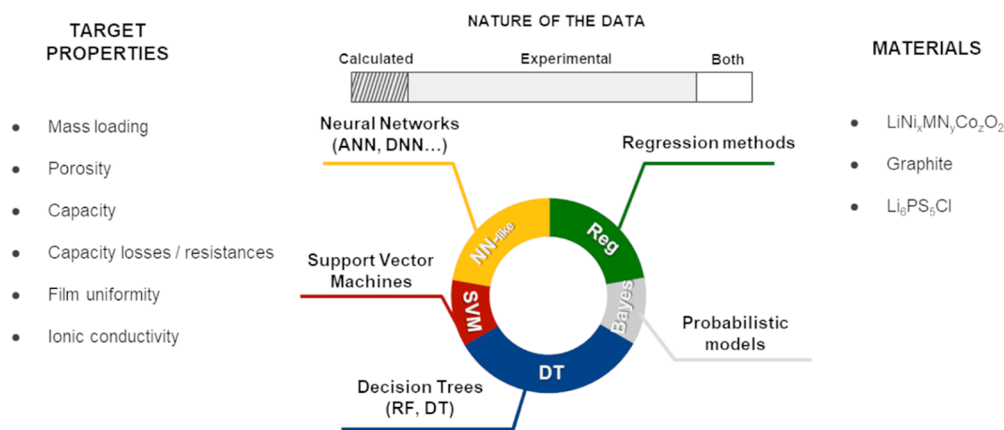 TARGET
PROPERTIES
Mass loading
Porosity
Capacity
Capacity losses / resistances
Film uniformity
Ionic conductivity
NATURE OF THE DATA
Calculated
Experimental
Both
Neural Networks
(ANN, DNN...)
Regression methods
Support Vector
Machines
Probabilistic
models
Decision Trees
(RF, DT)
NN-like
Reg
SVM
Bayes
DT
MATERIALS
LiNiₓMNᵧCo_zO₂
Graphite
Li₆PS₅Cl